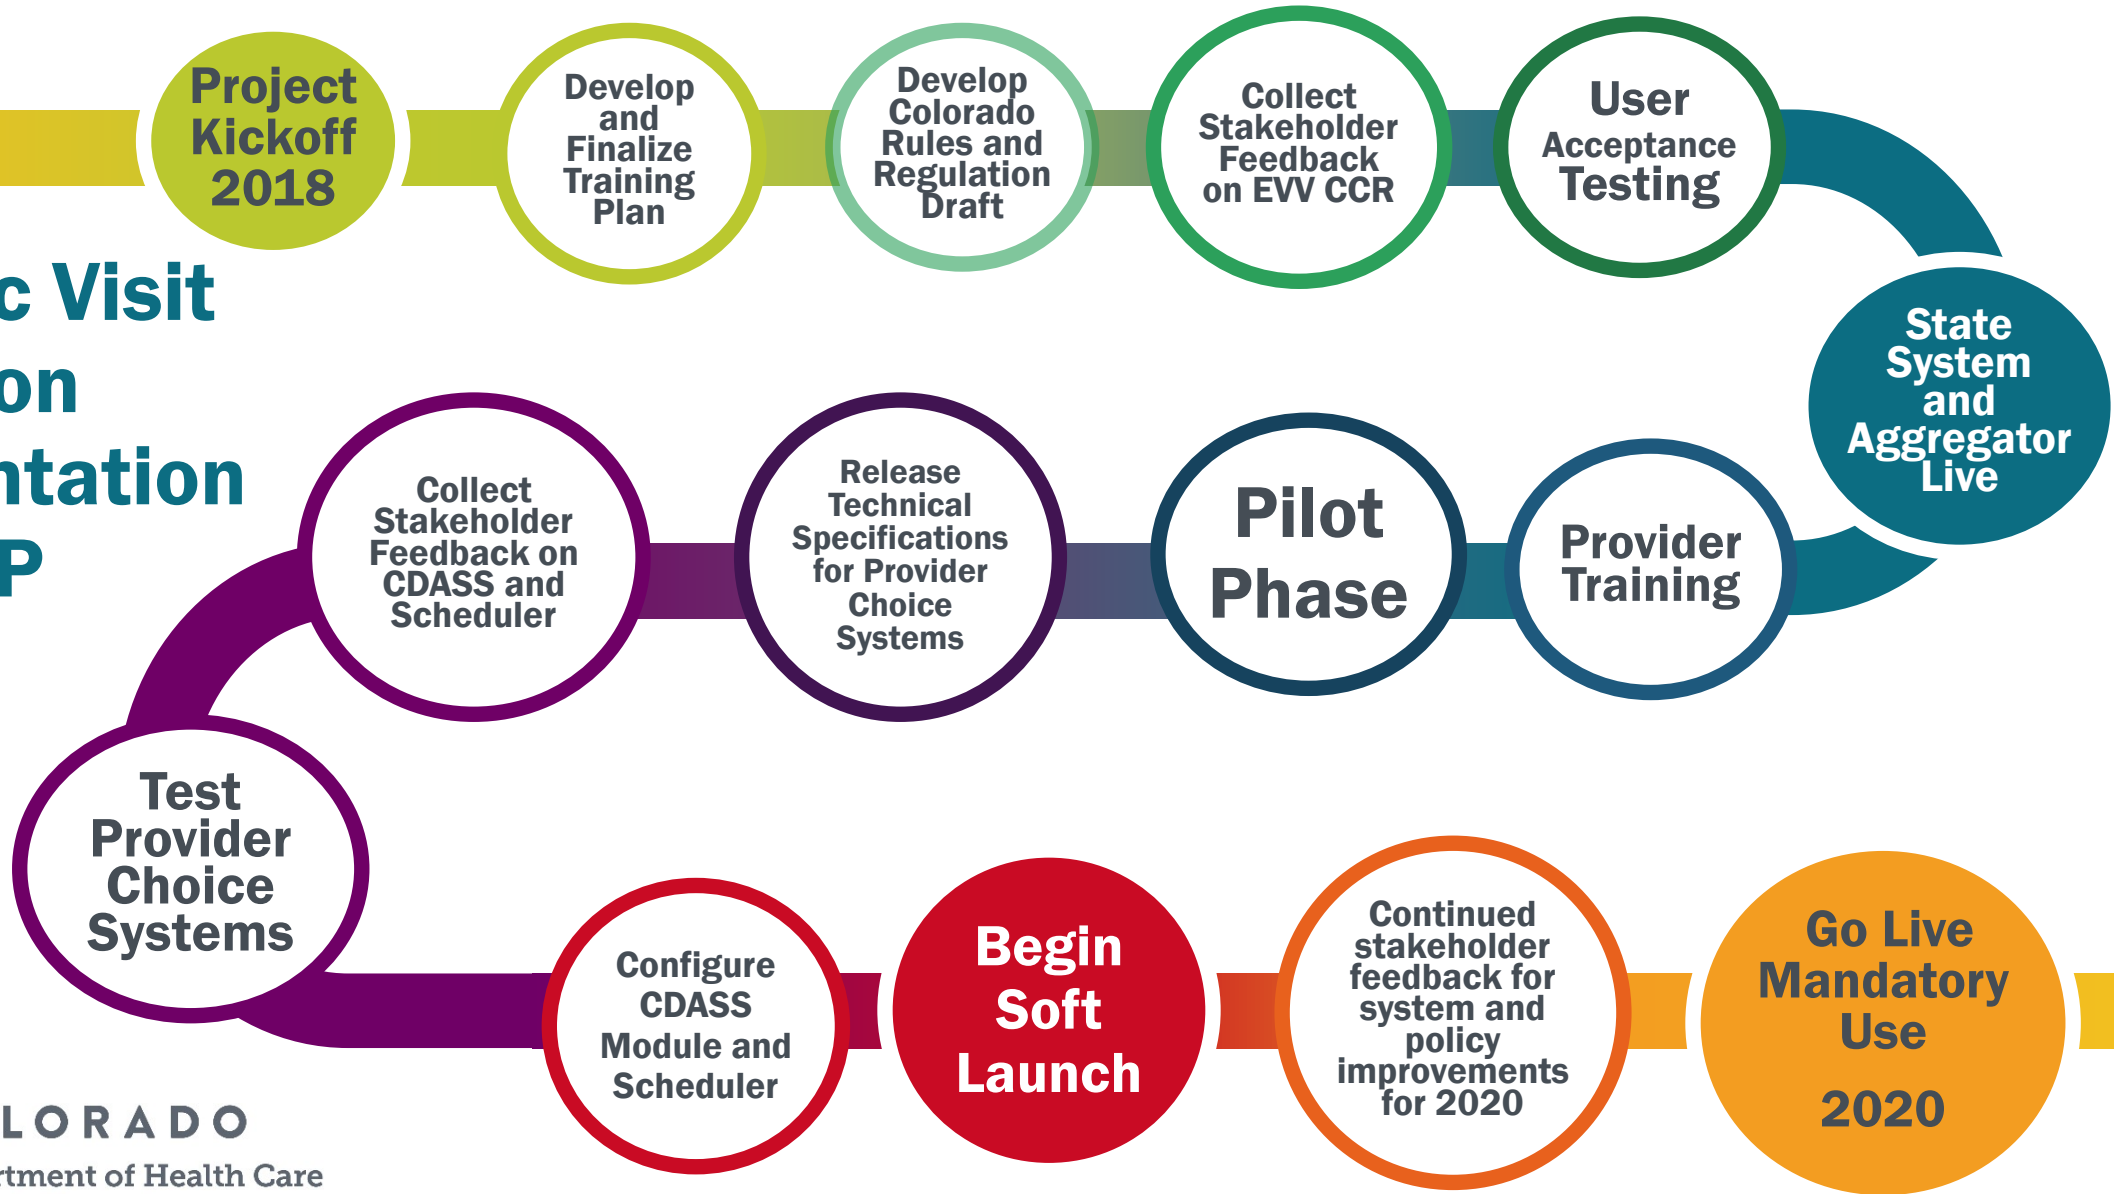 Project
Kickoff
2018
Develop
and
Finalize
Training
Plan
Develop
Colorado
Rules and
Regulation
Draft
Collect
Stakeholder
Feedback
on EVV CCR
User
Acceptance
Testing
State
System
and
Aggregator
Live
c Visit
on
ntation
P
Provider
Training
Pilot
Phase
Release
Technical
Specifications
for Provider
Choice
Systems
Collect
Stakeholder
Feedback on
CDASS and
Scheduler
Test
Provider
Choice
Systems
Configure
CDASS
Module and
Scheduler
Begin
Soft
Launch
Continued
stakeholder
feedback for
system and
policy
improvements
for 2020
Go Live
Mandatory
Use
2020
LORADO
rtment of Health Care